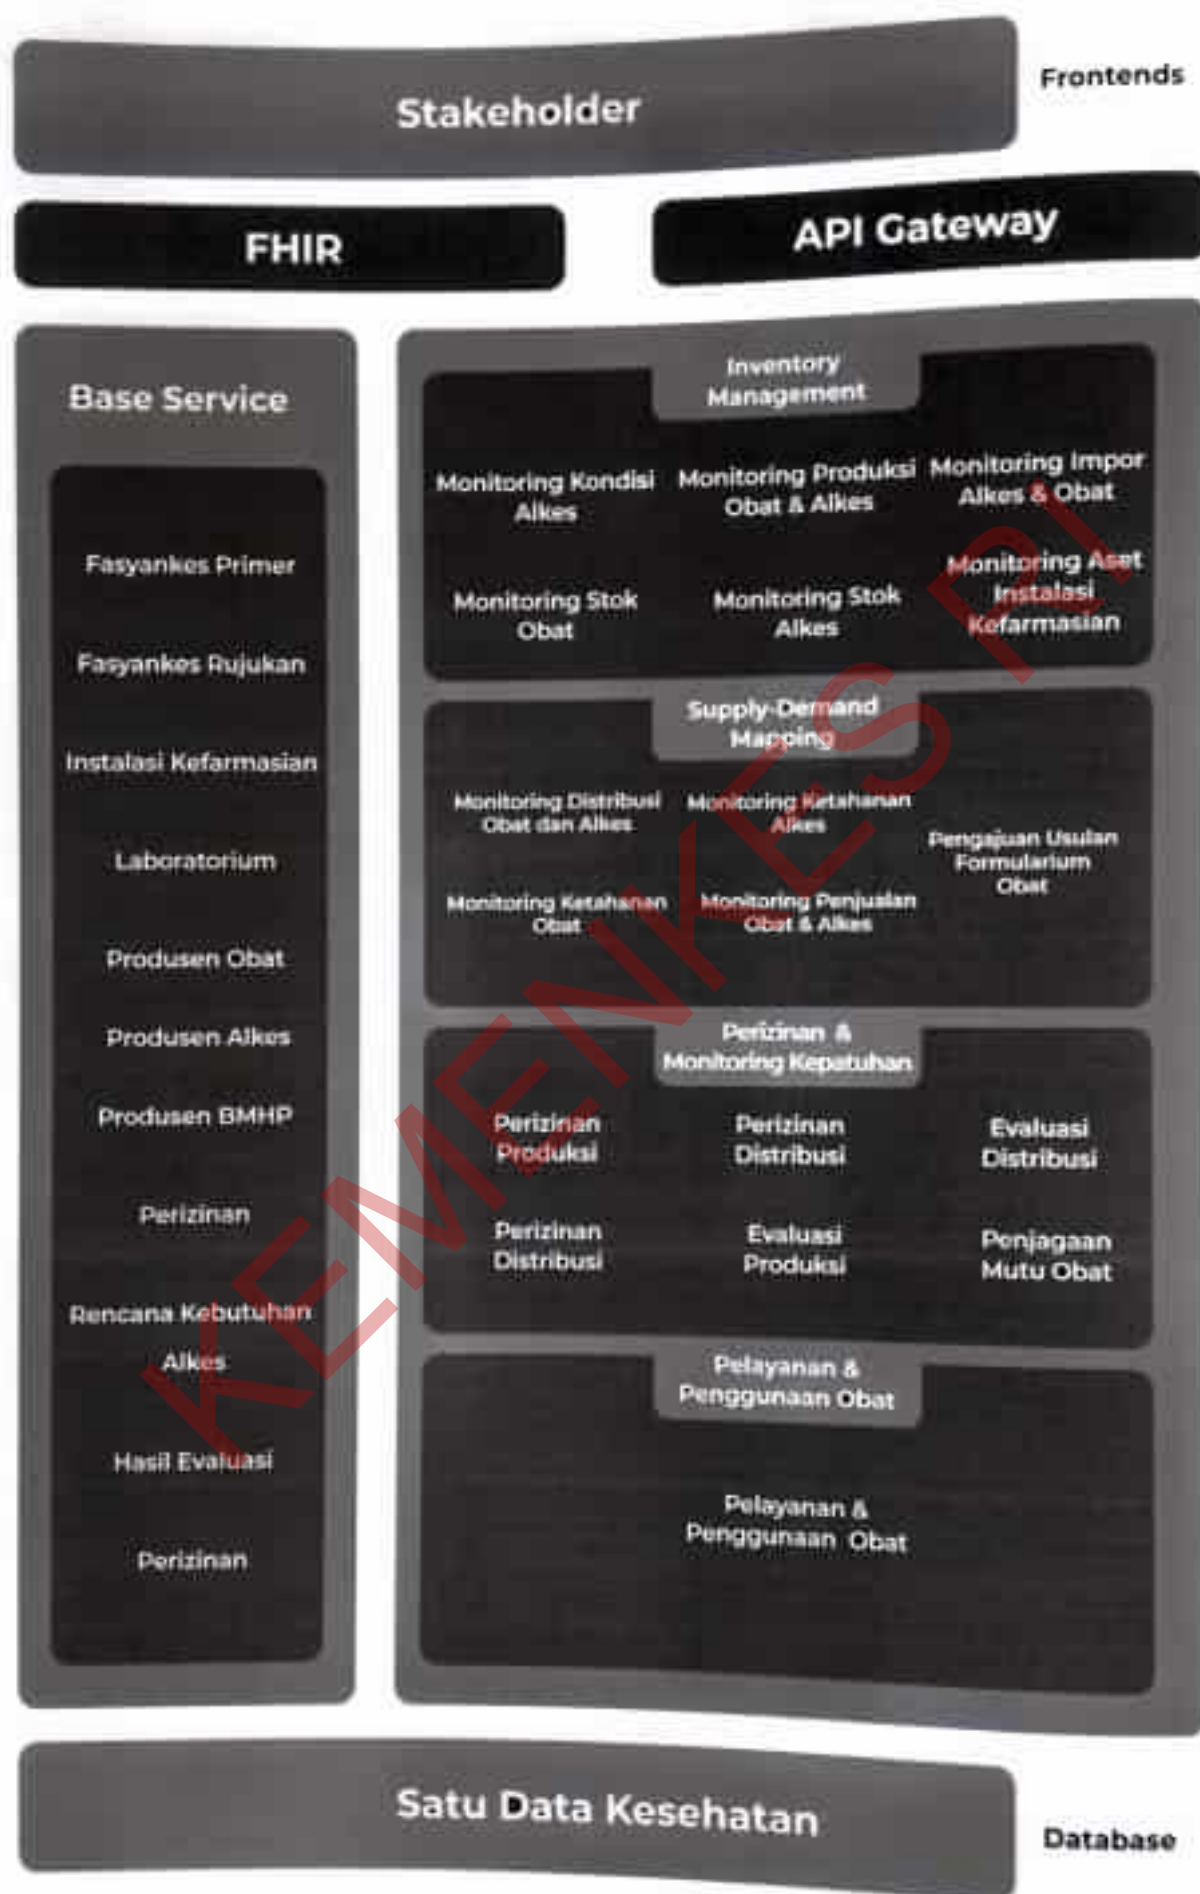 Stakeholder
Frontends
FHIR
API Gateway
Base Service
Fasyankes Primer
Fasyankes Rujukan
Instalasi Kefarmasian
Laboratorium
Produsen Obat
Produsen Alkes
Produsen BMHP
Perizinan
Rencana Kebutuhan
Alkes
Hasil Evaluasi
Perizinan
Inventory
Management
Monitoring Kondisi
Alkes
Monitoring Produksi
Obat & Alkes
Monitoring Impor
Alkes & Obat
Monitoring Stok
Obat
Monitoring Stok
Alkes
Monitoring Aset
Instalasi
Kefarmasian
Supply-Demand
Mapping
Monitoring Distribusi
Obat dan Alkes
Monitoring Ketahanan
Alkes
Pengajuan Usulan
Formularium
Obat
Monitoring Ketahanan
Obat
Monitoring Penjualan
Obat & Alkes
Perizinan &
Monitoring Kepatuhan
Perizinan
Produksi
Perizinan
Distribusi
Evaluasi
Distribusi
Perizinan
Distribusi
Evaluasi
Produksi
Penjagaan
Mutu Obat
Pelayanan &
Penggunaan Obat
Pelayanan &
Penggunaan Obat
Satu Data Kesehatan
Database
KEMENKES RI